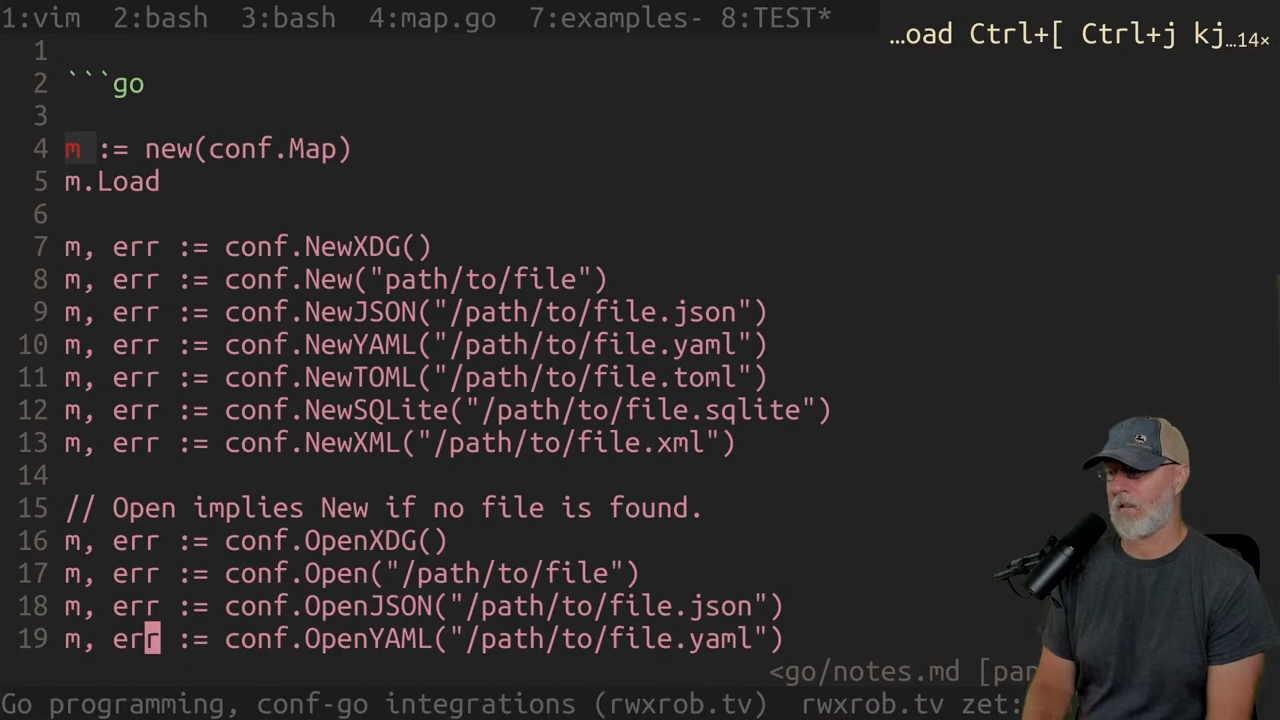 1:vim 2:bash 3:bash 4:map.go 7:examples- 8:TEST*
…oad Ctrl+[ Ctrl+j kj…14×
1
2 ```go
3
4 m := new(conf.Map)
5 m.Load
6
7 m, err := conf.NewXDG()
8 m, err := conf.New("path/to/file")
9 m, err := conf.NewJSON("/path/to/file.json")
10 m, err := conf.NewYAML("/path/to/file.yaml")
11 m, err := conf.NewTOML("/path/to/file.toml")
12 m, err := conf.NewSQLite("/path/to/file.sqlite")
13 m, err := conf.NewXML("/path/to/file.xml")
14
15 // Open implies New if no file is found.
16 m, err := conf.OpenXDG()
17 m, err := conf.Open("/path/to/file")
18 m, err := conf.OpenJSON("/path/to/file.json")
19 m, err := conf.OpenYAML("/path/to/file.yaml")
<go/notes.md [pan
Go programming, conf-go integrations (rwxrob.tv) rwxrob.tv zet: